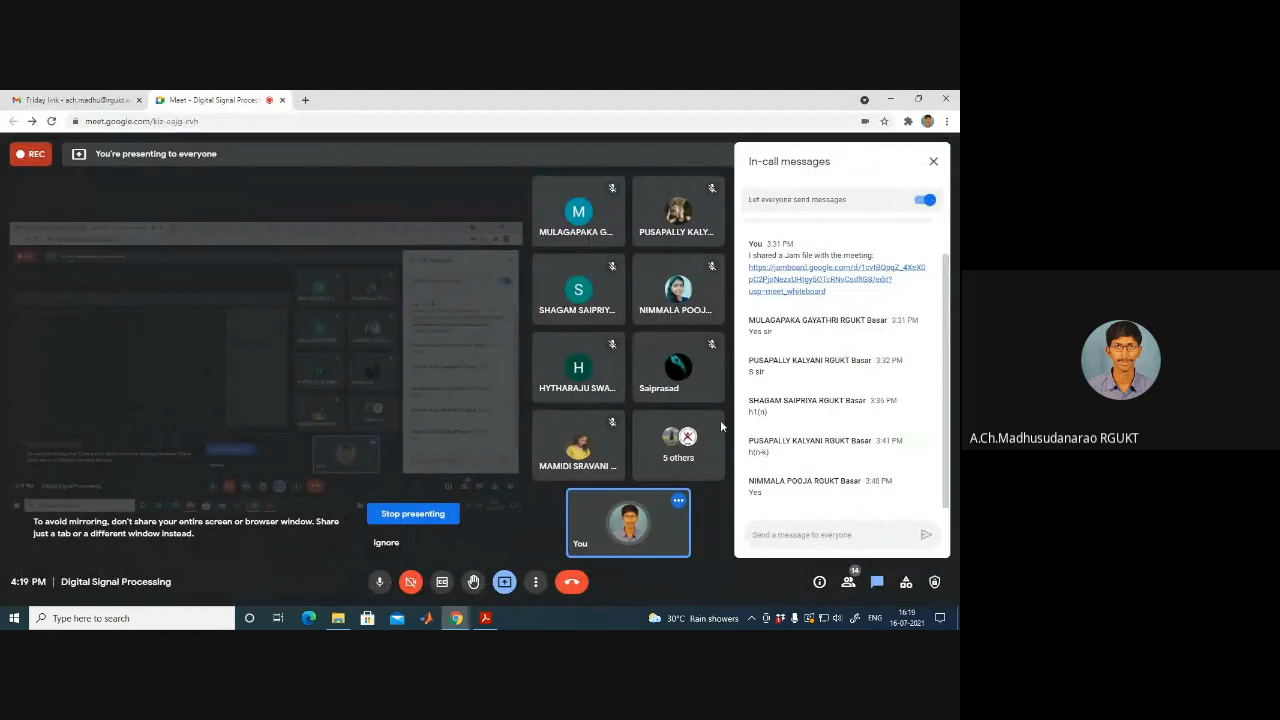 Friday link - ach.madhu@rgukt.a
Meet - Digital Signal Process
meet.google.com/kiz-eajg-cvh
REC
You're presenting to everyone
In-call messages
Let everyone send messages
You 3:31 PM
I shared a Jam file with the meeting:
usp=meet_whiteboard
MULAGAPAKA GAYATHRI RGUKT Basar 3:31 PM
Yes sir
PUSAPALLY KALYANI RGUKT Basar 3:32 PM
S sir
SHAGAM SAIPRIYA RGUKT Basar 3:36 PM
h1(n)
PUSAPALLY KALYANI RGUKT Basar 3:41 PM
h(n-k)
NIMMALA POOJA RGUKT Basar 3:48 PM
Yes
Send a message to everyone
M
MULAGAPAKA G...
PUSAPALLY KALY...
S
SHAGAM SAIPRIY...
NIMMALA POOJ...
H
HYTHARAJU SWA...
Saiprasad
MAMIDI SRAVANI ...
5 others
You
To avoid mirroring, don't share your entire screen or browser window. Share
just a tab or a different window instead.
Stop presenting
Ignore
4:19 PM | Digital Signal Processing
14
Type here to search
30°C Rain showers
ENG
16:19
16-07-2021
A.Ch.Madhusudanarao RGUKT